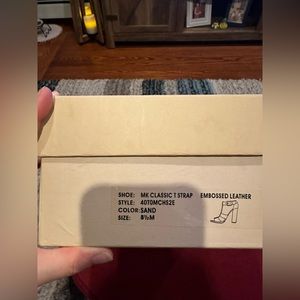 SHOE: MK CLASSIC T STRAP EMBOSSED LEATHER
STYLE: 40T0MCHS2E
COLOR: SAND
SIZE: 8½M